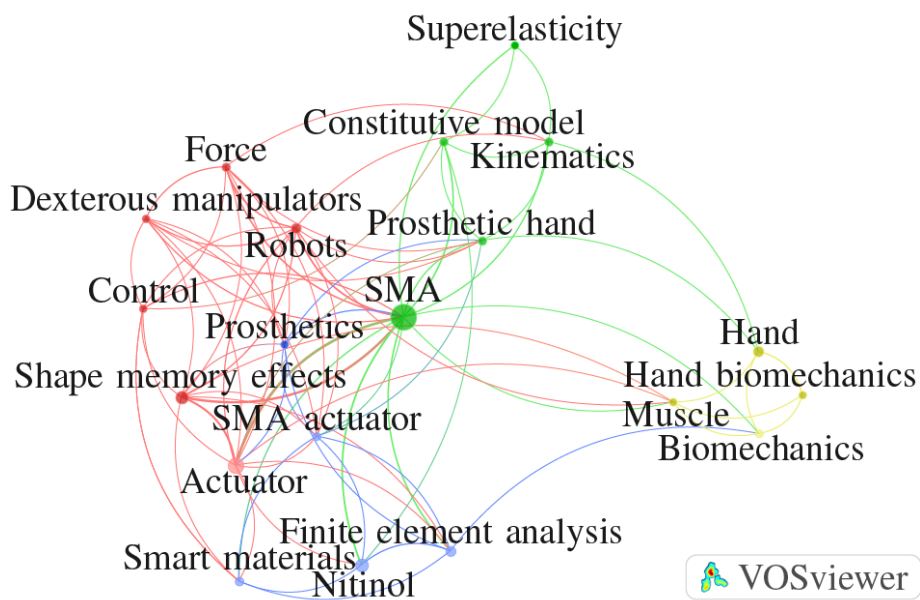 Superelasticity
Constitutive model
Force
Kinematics
Dexterous manipulators
Prosthetic hand
Robots
Control
SMA
Prosthetics
Hand
Shape memory effects
Hand biomechanics
SMA actuator
Muscle
Biomechanics
Actuator
Finite element analysis
Smart materials
Nitinol
VOSviewer